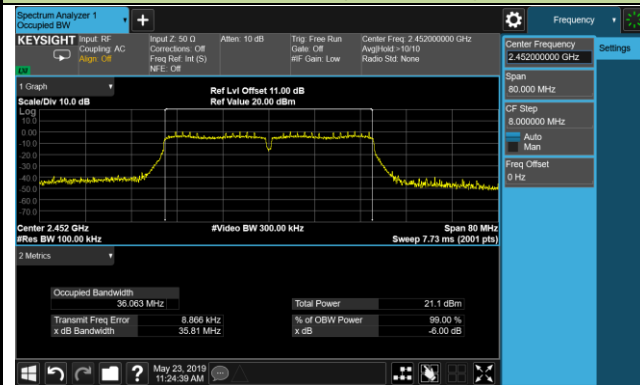 Spectrum Analyzer 1
Occupied BW
Frequency
KEYSIGHT
Input: RF
Coupling: AC
Align: Off
Input Z: 50 Ω
Corrections: Off
Freq Ref: Int (S)
NFE: Off
Atten: 10 dB
Trig: Free Run
Gate: Off
#IF Gain: Low
Center Freq: 2.452000000 GHz
Avg|Hold:>10/10
Radio Std: None
Center Frequency
2.452000000 GHz
Settings
Span
80.000 MHz
CF Step
8.000000 MHz
Auto
Man
Freq Offset
0 Hz
1 Graph
Scale/Div 10.0 dB
Ref Lvl Offset 11.00 dB
Ref Value 20.00 dBm
Log
10.0
0.00
-10.0
-20.0
-30.0
-40.0
-50.0
-60.0
-70.0
Center 2.452 GHz
#Res BW 100.00 kHz
#Video BW 300.00 kHz
Span 80 MHz
Sweep 7.73 ms (2001 pts)
2 Metrics
Occupied Bandwidth
36.063 MHz
Total Power 21.1 dBm
Transmit Freq Error 8.866 kHz
% of OBW Power 99.00 %
x dB Bandwidth 35.81 MHz
x dB -6.00 dB
May 23, 2019
11:24:39 AM